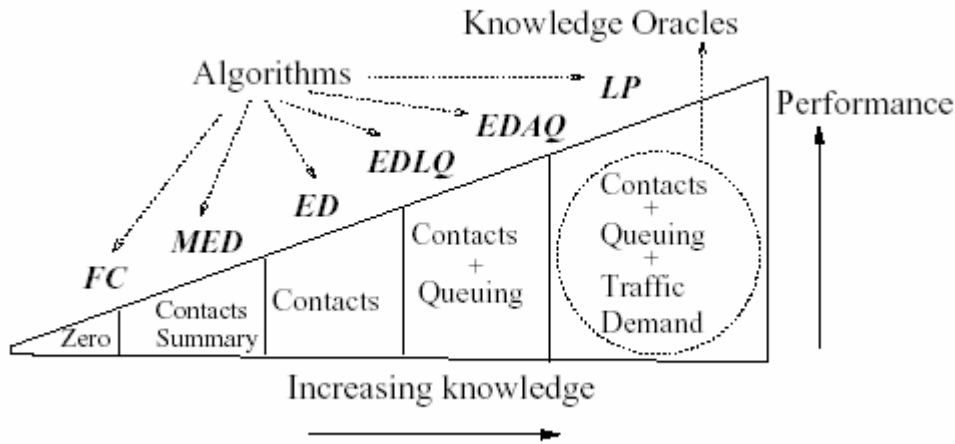 Knowledge Oracles
Algorithms
LP
Performance
EDAQ
EDLQ
ED
MED
FC
Zero
Contacts
Summary
Contacts
Contacts
+
Queuing
Contacts
+
Queuing
+
Traffic
Demand
Increasing knowledge